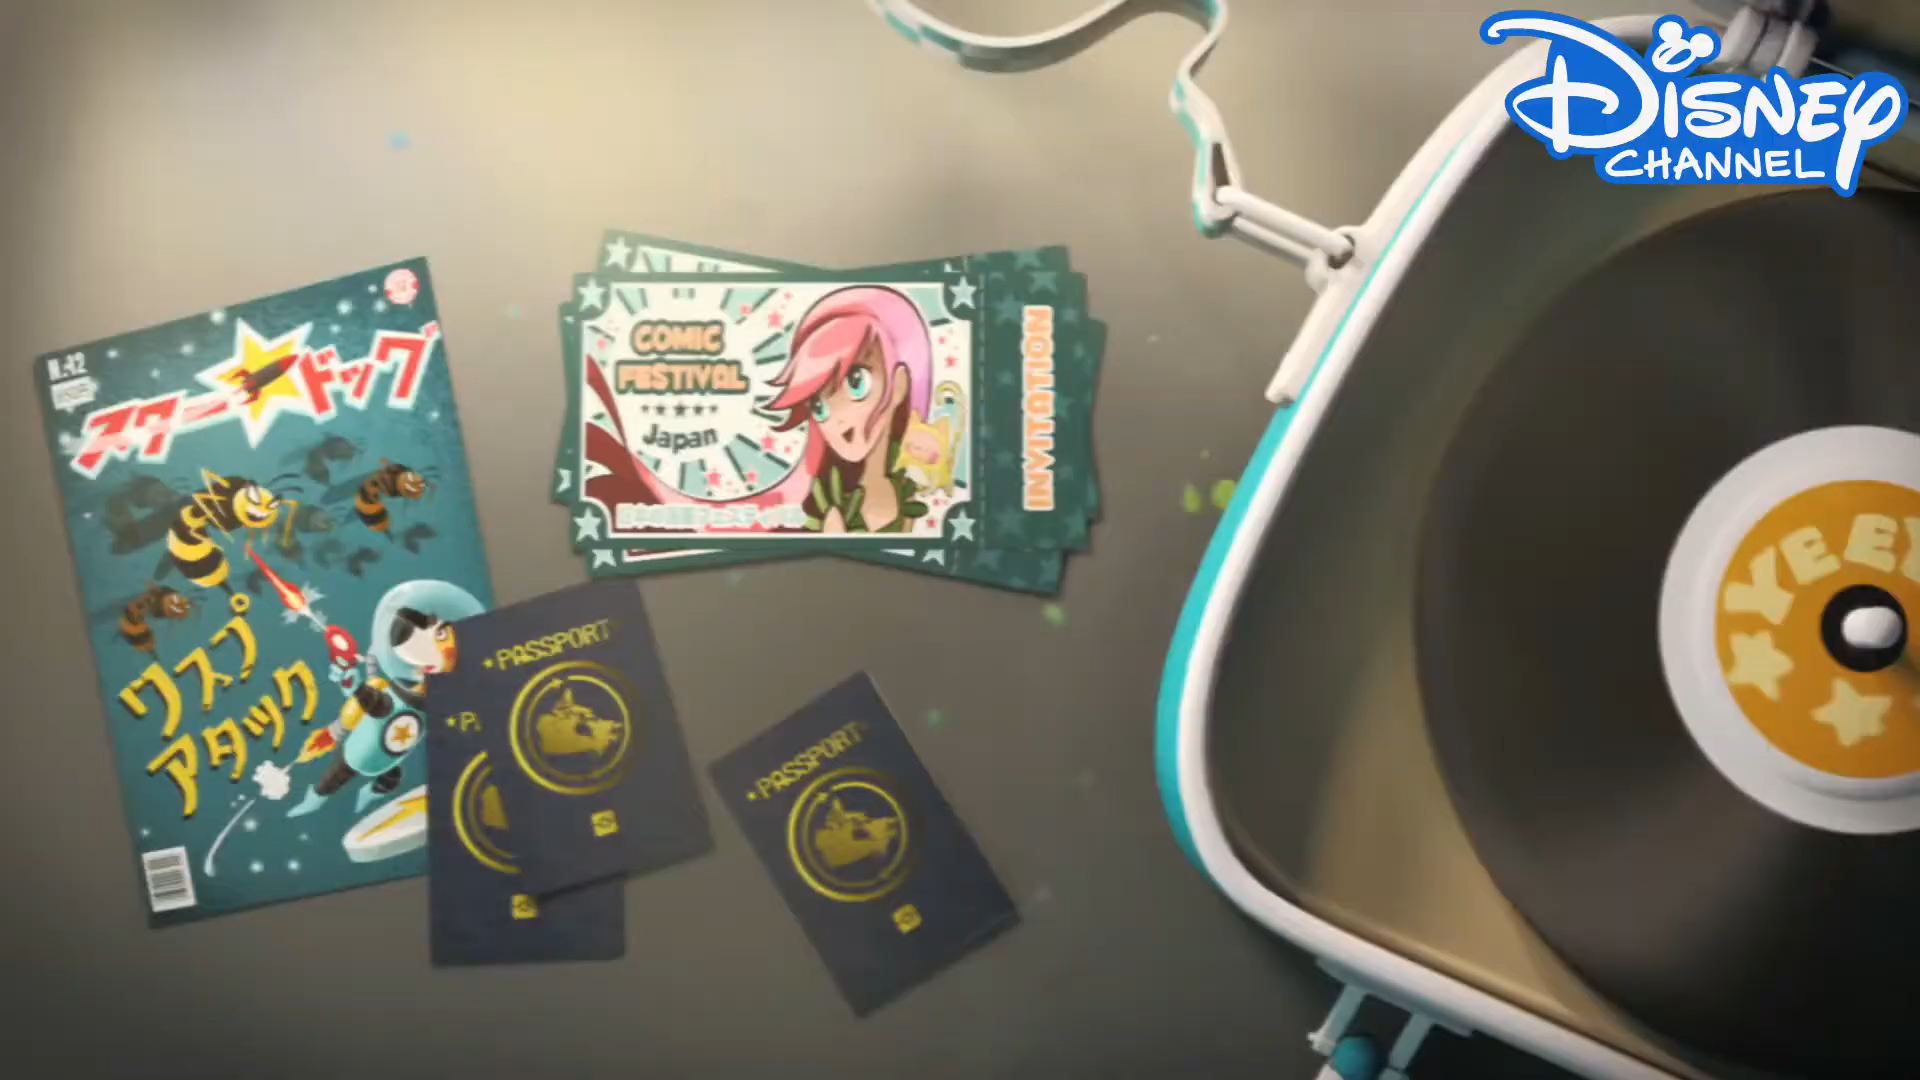 DISNEY
CHANNEL
N.42
スター
ドッグ
ワスプ
アタック
COMIC
FESTIVAL
Japan
INVITATION
*PASSPORT
*PASSPORT
YEE